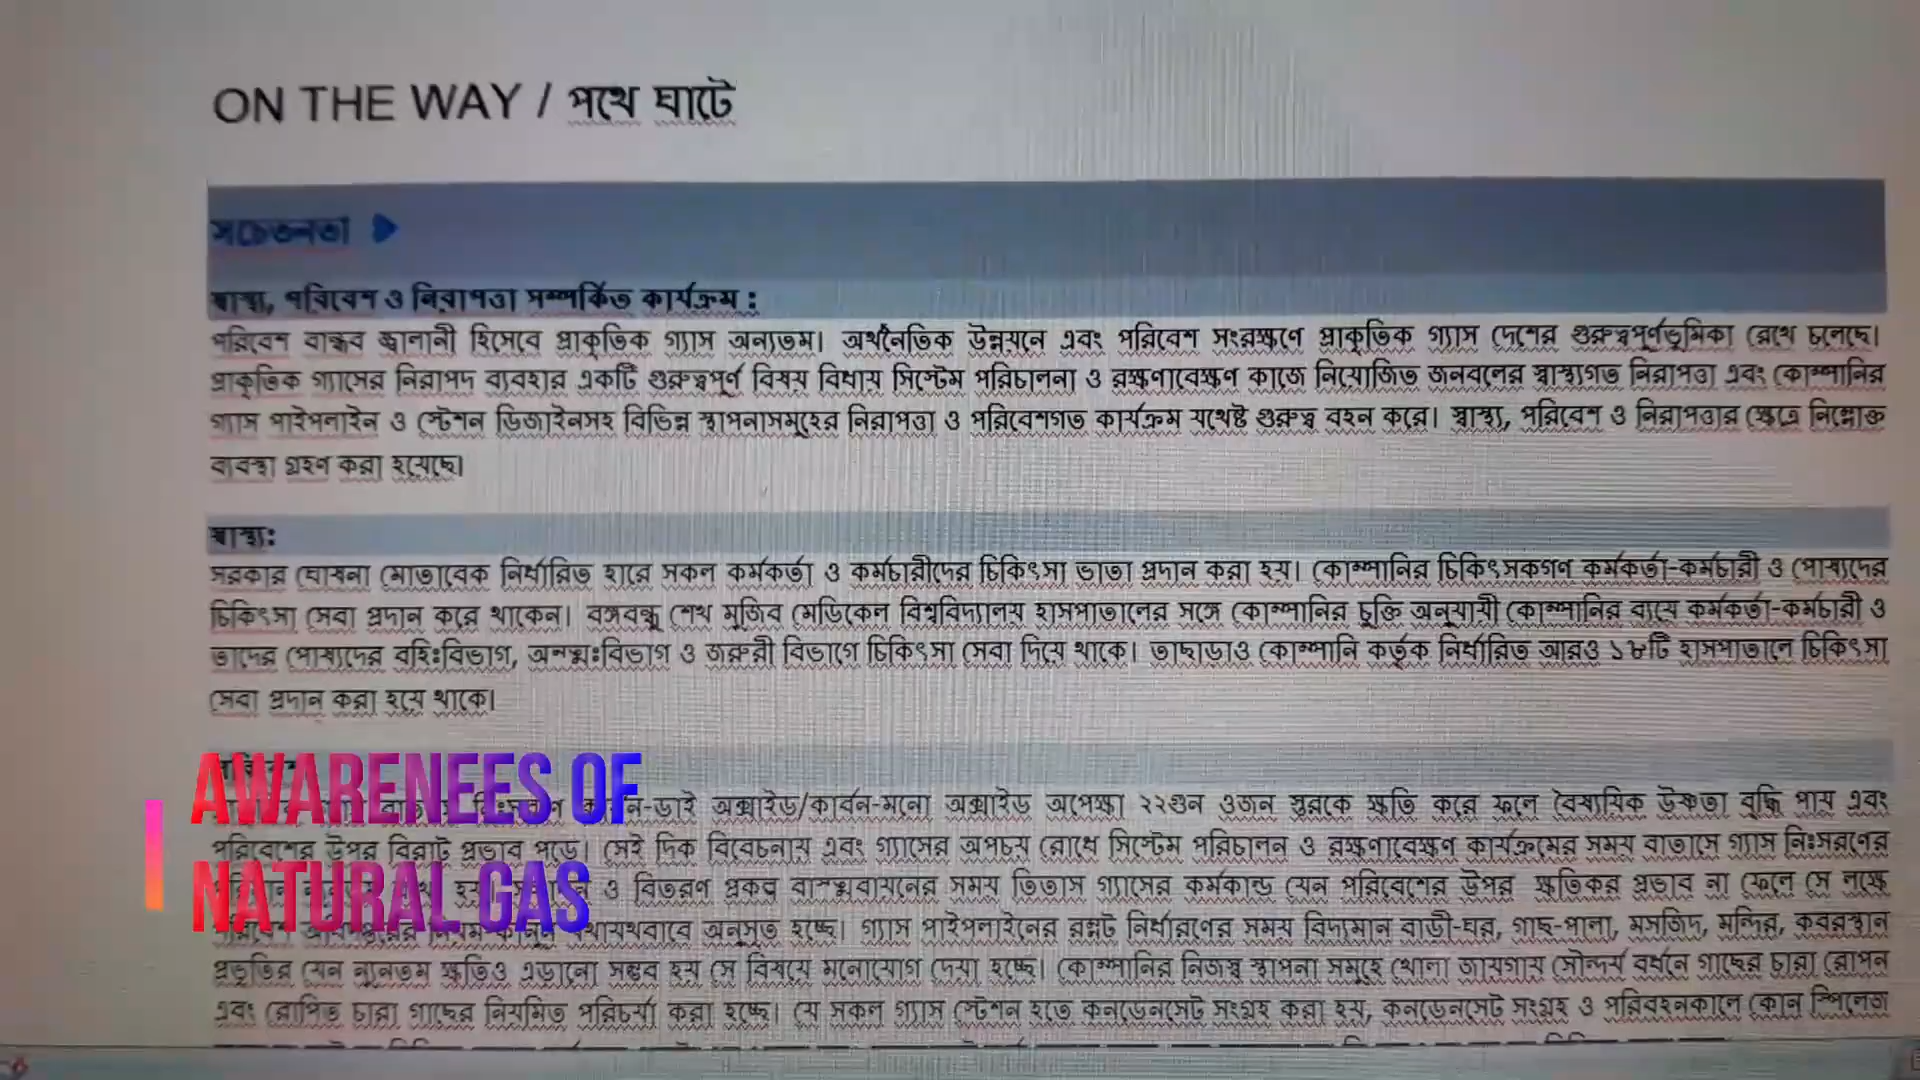 ON THE WAY / পথে ঘাটে
সচেতনতা
স্বাস্থ্য, পরিবেশ ও নিরাপত্তা সম্পর্কিত কার্যক্রম :
পরিবেশ বান্ধব জ্বালানী হিসেবে প্রাকৃতিক গ্যাস অন্যতম। অর্থনৈতিক উন্নয়নে এবং পরিবেশ সংরক্ষণে প্রাকৃতিক গ্যাস দেশের গুরুত্বপূর্ণভূমিকা রেখে চলেছে।
প্রাকৃতিক গ্যাসের নিরাপদ ব্যবহার একটি গুরুত্বপূর্ণ বিষয় বিধায় সিস্টেম পরিচালনা ও রক্ষণাবেক্ষণ কাজে নিয়োজিত জনবলের স্বাস্থ্যগত নিরাপত্তা এবং কোম্পানির
গ্যাস পাইপলাইন ও স্টেশন ডিজাইনসহ বিভিন্ন স্থাপনাসমূহের নিরাপত্তা ও পরিবেশগত কার্যক্রম যথেষ্ট গুরুত্ব বহন করে। স্বাস্থ্য, পরিবেশ ও নিরাপত্তার ক্ষেত্রে নিম্নোক্ত
ব্যবস্থা গ্রহন করা হয়েছে।
স্বাস্থ্য:
সরকার ঘোষনা মোতাবেক নির্ধারিত হারে সকল কর্মকর্তা ও কর্মচারীদের চিকিৎসা ভাতা প্রদান করা হয়। কোম্পানির চিকিৎসকগন কর্মকর্তা-কর্মচারী ও পোষ্যদের
চিকিৎসা সেবা প্রদান করে থাকেন। বঙ্গবন্ধু শেখ মুজিব মেডিকেল বিশ্ববিদ্যালয় হাসপাতালের সঙ্গে কোম্পানির চুক্তি অনুযায়ী কোম্পানির ব্যয়ে কর্মকর্তা-কর্মচারী ও
তাদের পোষ্যদের বহিঃবিভাগ, অন্তঃবিভাগ ও জরুরী বিভাগে চিকিৎসা সেবা দিয়ে থাকে। তাছাড়াও কোম্পানি কর্তৃক নির্ধারিত আরও ১৮টি হাসপাতালে চিকিৎসা
সেবা প্রদান করা হয়ে থাকে।
AWARENEES OF
NATURAL GAS
অক্সাইড/কার্বন-মনো অক্সাইড অপেক্ষা ২২গুন ওজন স্তরকে ক্ষতি করে ফলে বৈষ্যয়িক উষ্ণতা বৃদ্ধি পায় এবং
পরিবেশের উপর বিরাট প্রভাব পড়ে। সেই দিক বিবেচনায় এবং গ্যাসের অপচয় রোধে সিস্টেম পরিচালন ও রক্ষণাবেক্ষণ কার্যক্রমের সময় বাতাসে গ্যাস নিঃসরণের
ও বিতরণ প্রকল্প বাস্তবায়নের সময় তিতাস গ্যাসের কর্মকান্ড যেন পরিবেশের উপর ক্ষতিকর প্রভাব না ফেলে সে লক্ষে
অনুসৃত হচ্ছে। গ্যাস পাইপলাইনের রুট নির্ধারণের সময় বিদ্যমান বাড়ী-ঘর, গাছ-পালা, মসজিদ, মন্দির, কবরস্থান
প্রভৃতির যেন ন্যুনতম ক্ষতিও এড়ানো সম্ভব হয় সে বিষয়ে মনোযোগ দেয়া হচ্ছে। কোম্পানির নিজস্ব স্থাপনা সমূহে খোলা জায়গায় সৌন্দর্য বর্ধনে গাছের চারা রোপন
এবং রোপিত চারা গাছের নিয়মিত পরিচর্যা করা হচ্ছে। যে সকল গ্যাস স্টেশন হতে কনডেনসেট সংগ্রহ করা হয়, কনডেনসেট সংগ্রহ ও পরিবহনকালে কোন স্পিলেজ